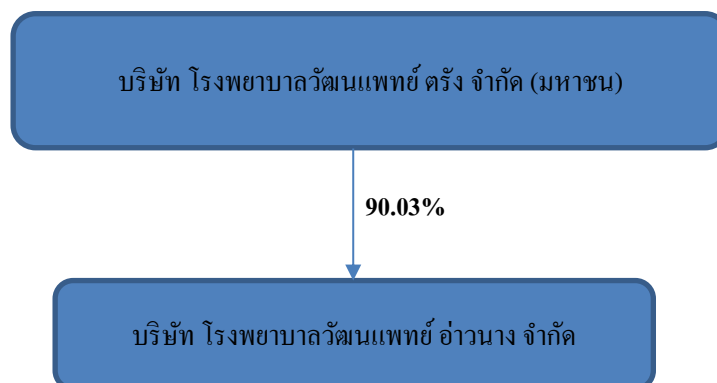 บริษัท โรงพยาบาลวัฒนแพทย์ ตรัง จำกัด (มหาชน)
90.03%
บริษัท โรงพยาบาลวัฒนแพทย์ อ่าวนาง จำกัด